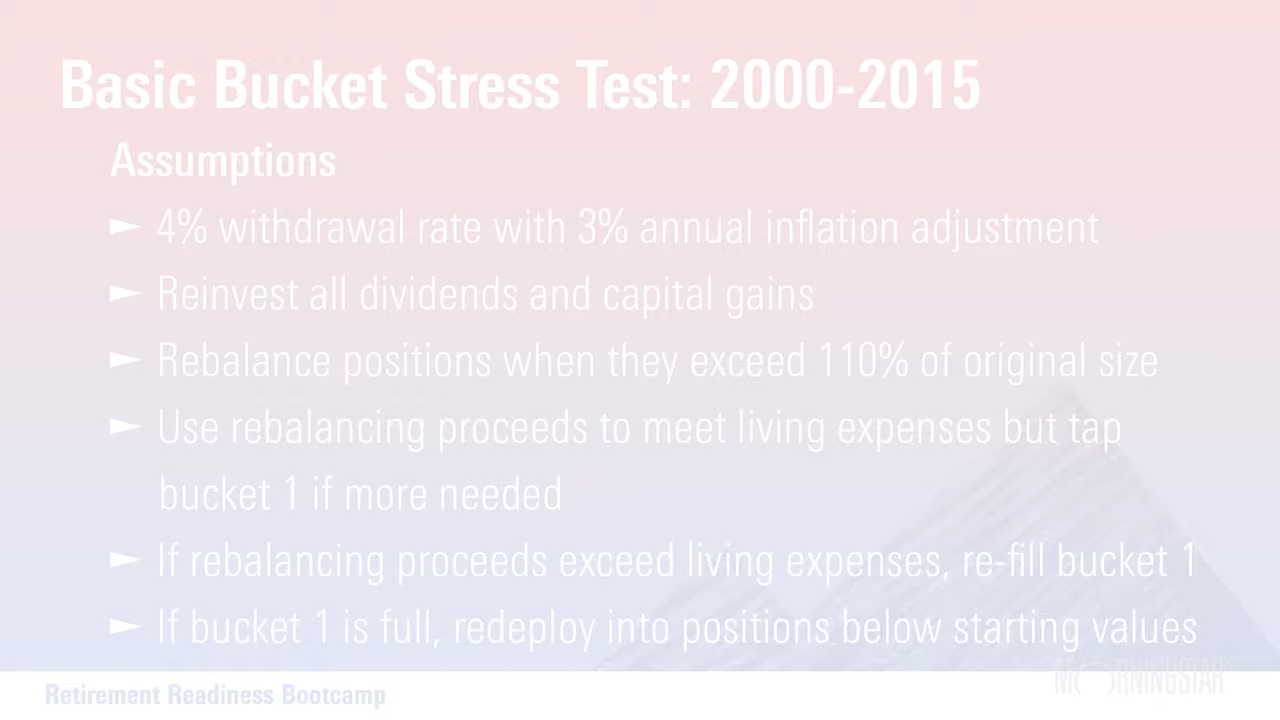 Basic Bucket Stress Test: 2000-2015
Assumptions
► 4% withdrawal rate with 3% annual inflation adjustment
► Reinvest all dividends and capital gains
► Rebalance positions when they exceed 110% of original size
► Use rebalancing proceeds to meet living expenses but tap
bucket 1 if more needed
► If rebalancing proceeds exceed living expenses, re-fill bucket 1
► If bucket 1 is full, redeploy into positions below starting values
Retirement Readiness Bootcamp
MORNINGSTAR